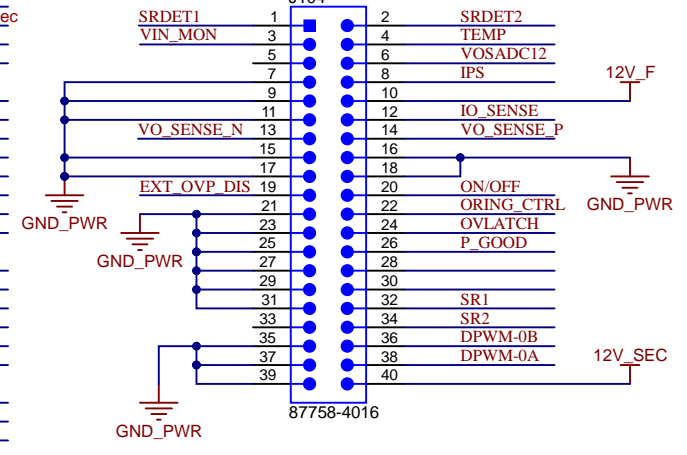 ec
SRDET1 1 2 SRDET2
VIN_MON 3 4 TEMP
5 6 VOSADC12
7 8 IPS
12V_F
9 10
11 12 IO_SENSE
VO_SENSE_N 13 14 VO_SENSE_P
15 16
17 18
EXT_OVP_DIS 19 20 ON/OFF
GND_PWR
21 22 ORING_CTRL
GND_PWR
23 24 OVLATCH
25 26 P_GOOD
GND_PWR
27 28
29 30
31 32 SR1
33 34 SR2
35 36 DPWM-0B
37 38 DPWM-0A
12V_SEC
39 40
87758-4016
GND_PWR